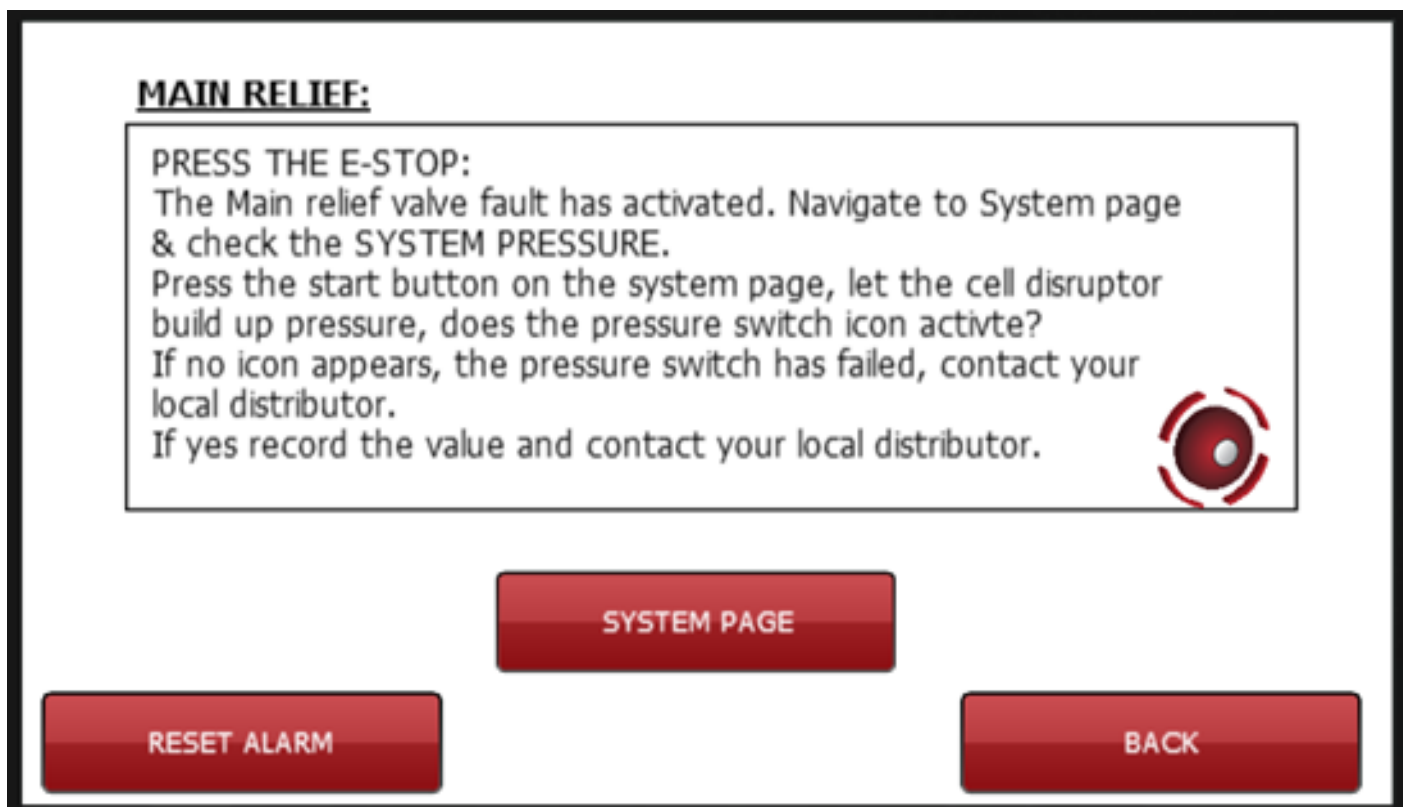 MAIN RELIEF:
PRESS THE E-STOP:
The Main relief valve fault has activated. Navigate to System page
& check the SYSTEM PRESSURE.
Press the start button on the system page, let the cell disruptor
build up pressure, does the pressure switch icon activte?
If no icon appears, the pressure switch has failed, contact your
local distributor.
If yes record the value and contact your local distributor.
SYSTEM PAGE
RESET ALARM
BACK